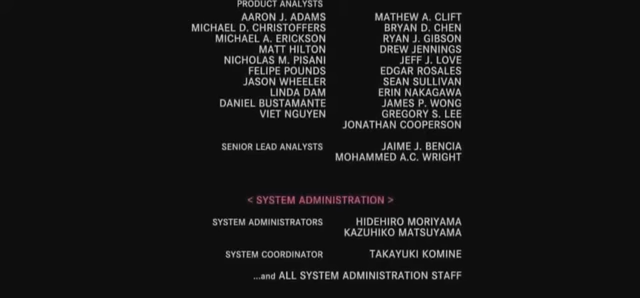 PRODUCT ANALYSTS
AARON J. ADAMS MATHEW A. CLIFT
MICHAEL D. CHRISTOFFERS BRYAN D. CHEN
MICHAEL A. ERICKSON RYAN J. GIBSON
MATT HILTON DREW JENNINGS
NICHOLAS M. PISANI JEFF J. LOVE
FELIPE POUNDS EDGAR ROSALES
JASON WHEELER SEAN SULLIVAN
LINDA DAM ERIN NAKAGAWA
DANIEL BUSTAMANTE JAMES P. WONG
VIET NGUYEN GREGORY S. LEE
JONATHAN COOPERSON
SENIOR LEAD ANALYSTS JAIME J. BENCIA
MOHAMMED A.C. WRIGHT
< SYSTEM ADMINISTRATION >
SYSTEM ADMINISTRATORS HIDEHIRO MORIYAMA
KAZUHIKO MATSUYAMA
SYSTEM COORDINATOR TAKAYUKI KOMINE
...and ALL SYSTEM ADMINISTRATION STAFF